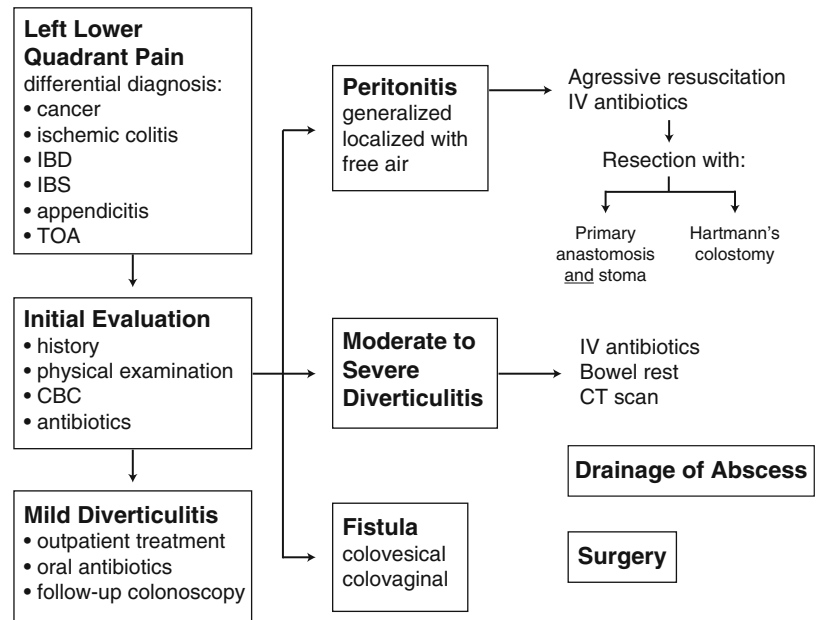 Left Lower
Quadrant Pain
differential diagnosis:
• cancer
• ischemic colitis
• IBD
• IBS
• appendicitis
• TOA
Initial Evaluation
• history
• physical examination
• CBC
• antibiotics
Mild Diverticulitis
• outpatient treatment
• oral antibiotics
• follow-up colonoscopy
Peritonitis
generalized
localized with
free air
Agressive resuscitation
IV antibiotics
Resection with:
Primary
anastomosis
and stoma
Hartmann's
colostomy
Moderate to
Severe
Diverticulitis
IV antibiotics
Bowel rest
CT scan
Drainage of Abscess
Fistula
colovesical
colovaginal
Surgery